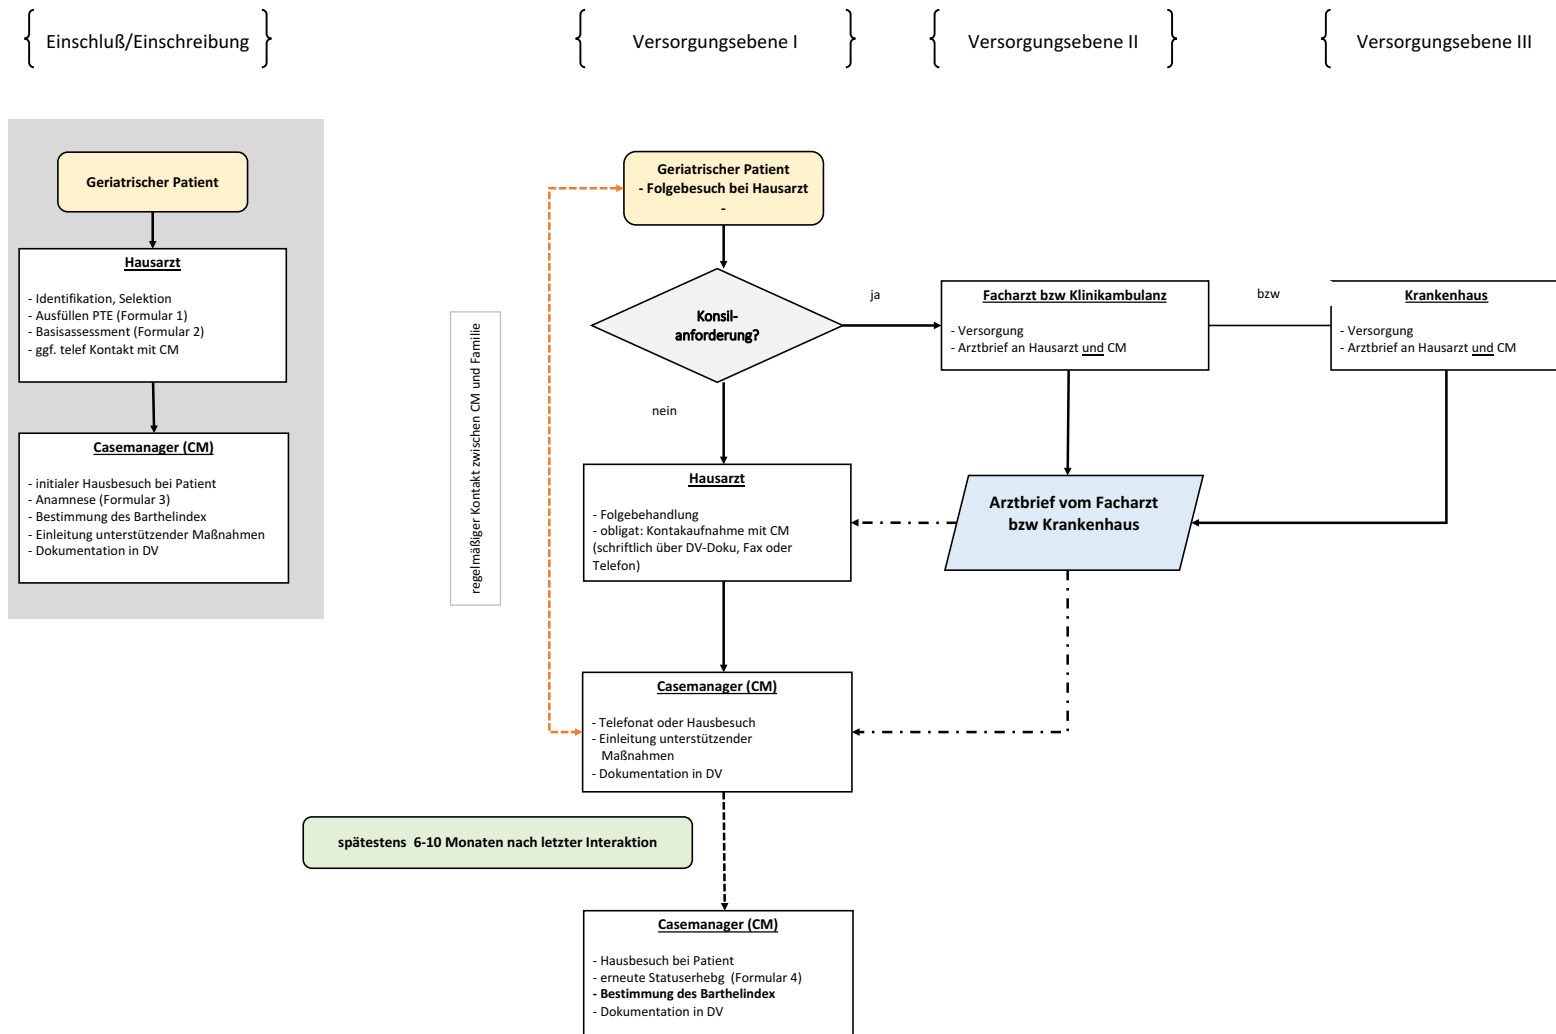 Einschluß/Einschreibung
Versorgungsebene I
Versorgungsebene II
Versorgungsebene III
Geriatrischer Patient
Hausarzt
- Identifikation, Selektion
- Ausfüllen PTE (Formular 1)
- Basisassessment (Formular 2)
- ggf. telef Kontakt mit CM
Casemanager (CM)
- initialer Hausbesuch bei Patient
- Anamnese (Formular 3)
- Bestimmung des Barthelindex
- Einleitung unterstützender Maßnahmen
- Dokumentation in DV
regelmäßiger Kontakt zwischen CM und Familie
Geriatrischer Patient
- Folgebesuch bei Hausarzt
-
Konsil-
anforderung?
ja
nein
Facharzt bzw Klinikambulanz
- Versorgung
- Arztbrief an Hausarzt und CM
bzw
Krankenhaus
- Versorgung
- Arztbrief an Hausarzt und CM
Hausarzt
- Folgebehandlung
- obligat: Kontakaufnahme mit CM
(schriftlich über DV-Doku, Fax oder
Telefon)
Arztbrief vom Facharzt
bzw Krankenhaus
Casemanager (CM)
- Telefonat oder Hausbesuch
- Einleitung unterstützender
Maßnahmen
- Dokumentation in DV
spätestens 6-10 Monaten nach letzter Interaktion
Casemanager (CM)
- Hausbesuch bei Patient
- erneute Statuserhebg (Formular 4)
- Bestimmung des Barthelindex
- Dokumentation in DV